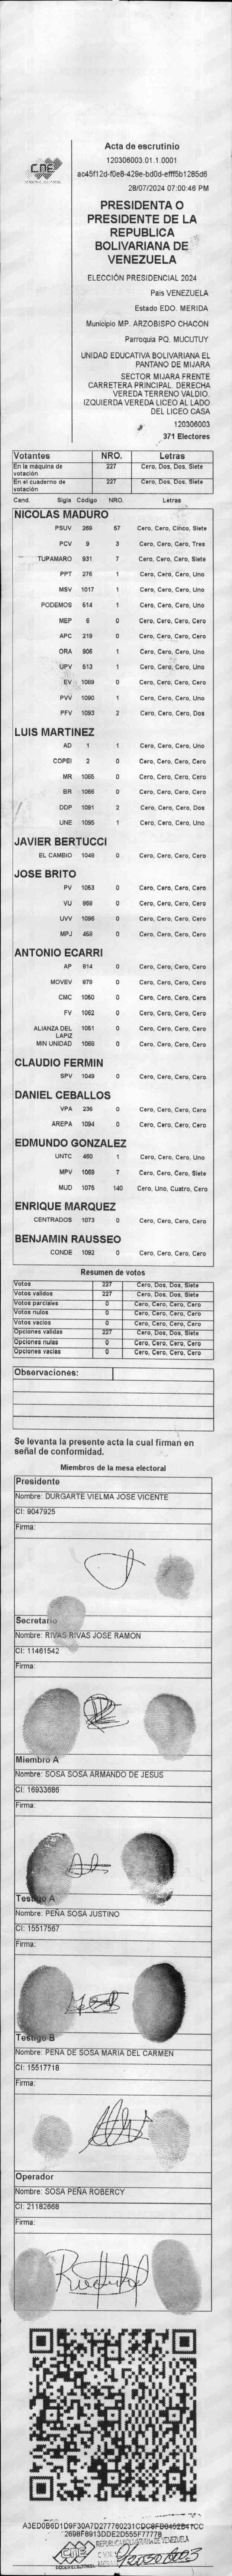 Acta de escrutinio
120306003.01.1.0001
ac45f12d-f0e8-429e-bd0d-efff5b1285d6
28/07/2024 07:00:46 PM
CNE
PRESIDENTA O
PRESIDENTE DE LA
REPUBLICA
BOLIVARIANA DE
VENEZUELA
ELECCIÓN PRESIDENCIAL 2024
Pais VENEZUELA
Estado EDO. MERIDA
Municipio MP. ARZOBISPO CHACON
Parroquia PQ. MUCUTUY
UNIDAD EDUCATIVA BOLIVARIANA EL
PANTANO DE MIJARA
SECTOR MIJARA FRENTE
CARRETERA PRINCIPAL. DERECHA
VEREDA TERRENO VALDIO.
IZQUIERDA VEREDA LICEO AL LADO
DEL LICEO CASA
120306003
371 Electores
Votantes NRO. Letras
En la máquina de votación 227 Cero, Dos, Dos, Siete
En el cuaderno de votación 227 Cero, Dos, Dos, Siete
Cand. Sigla Código NRO. Letras
NICOLAS MADURO
PSUV 269 57 Cero, Cero, Cinco, Siete
PCV 9 3 Cero, Cero, Cero, Tres
TUPAMARO 931 7 Cero, Cero, Cero, Siete
PPT 276 1 Cero, Cero, Cero, Uno
MSV 1017 1 Cero, Cero, Cero, Uno
PODEMOS 514 1 Cero, Cero, Cero, Uno
MEP 6 0 Cero, Cero, Cero, Cero
APC 219 0 Cero, Cero, Cero, Cero
ORA 906 1 Cero, Cero, Cero, Uno
UPV 513 1 Cero, Cero, Cero, Uno
EV 1089 0 Cero, Cero, Cero, Cero
PVV 1090 1 Cero, Cero, Cero, Uno
PFV 1093 2 Cero, Cero, Cero, Dos
LUIS MARTINEZ
AD 1 1 Cero, Cero, Cero, Uno
COPEI 2 0 Cero, Cero, Cero, Cero
MR 1065 0 Cero, Cero, Cero, Cero
BR 1066 0 Cero, Cero, Cero, Cero
DDP 1091 2 Cero, Cero, Cero, Dos
UNE 1095 1 Cero, Cero, Cero, Uno
JAVIER BERTUCCI
EL CAMBIO 1048 0 Cero, Cero, Cero, Cero
JOSE BRITO
PV 1053 0 Cero, Cero, Cero, Cero
VU 868 0 Cero, Cero, Cero, Cero
UVV 1096 0 Cero, Cero, Cero, Cero
MPJ 458 0 Cero, Cero, Cero, Cero
ANTONIO ECARRI
AP 814 0 Cero, Cero, Cero, Cero
MOVEV 879 0 Cero, Cero, Cero, Cero
CMC 1050 0 Cero, Cero, Cero, Cero
FV 1062 0 Cero, Cero, Cero, Cero
ALIANZA DEL LAPIZ 1051 0 Cero, Cero, Cero, Cero
MIN UNIDAD 1068 0 Cero, Cero, Cero, Cero
CLAUDIO FERMIN
SPV 1049 0 Cero, Cero, Cero, Cero
DANIEL CEBALLOS
VPA 236 0 Cero, Cero, Cero, Cero
AREPA 1094 0 Cero, Cero, Cero, Cero
EDMUNDO GONZALEZ
UNTC 460 1 Cero, Cero, Cero, Uno
MPV 1069 7 Cero, Cero, Cero, Siete
MUD 1075 140 Cero, Uno, Cuatro, Cero
ENRIQUE MARQUEZ
CENTRADOS 1073 0 Cero, Cero, Cero, Cero
BENJAMIN RAUSSEO
CONDE 1092 0 Cero, Cero, Cero, Cero
Resumen de votos
Votos 227 Cero, Dos, Dos, Siete
Votos validos 227 Cero, Dos, Dos, Siete
Votos parciales 0 Cero, Cero, Cero, Cero
Votos nulos 0 Cero, Cero, Cero, Cero
Votos vacios 0 Cero, Cero, Cero, Cero
Opciones validas 227 Cero, Dos, Dos, Siete
Opciones nulas 0 Cero, Cero, Cero, Cero
Opciones vacias 0 Cero, Cero, Cero, Cero
Observaciones:
Se levanta la presente acta la cual firman en
señal de conformidad.
Miembros de la mesa electoral
Presidente
Nombre: DURGARTE VIELMA JOSE VICENTE
CI: 9047925
Firma:
Secretario
Nombre: RIVAS RIVAS JOSE RAMON
CI: 11461542
Firma:
Miembro A
Nombre: SOSA SOSA ARMANDO DE JESUS
CI: 16933686
Firma:
Testigo A
Nombre: PEÑA SOSA JUSTINO
CI: 15517567
Firma:
Testigo B
Nombre: PEÑA DE SOSA MARIA DEL CARMEN
CI: 15517718
Firma:
Operador
Nombre: SOSA PEÑA ROBERCY
CI: 21182668
Firma:
REPUBLICA BOLIVARIANA DE VENEZUELA
CNE
120306003